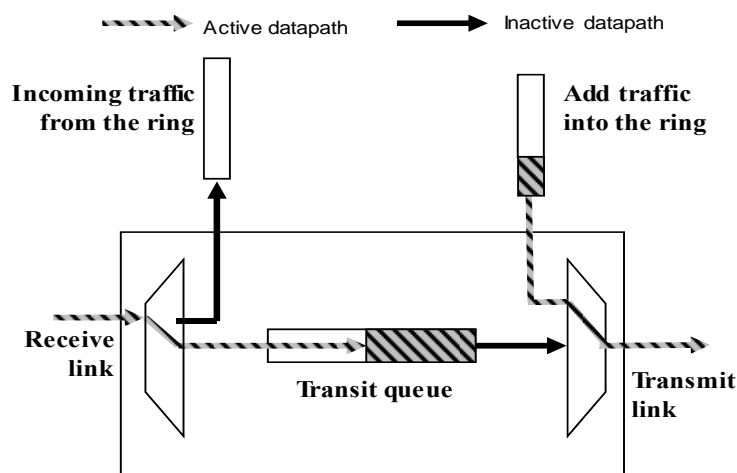 Active datapath
Inactive datapath
Incoming traffic
from the ring
Add traffic
into the ring
Receive
link
Transit queue
Transmit
link